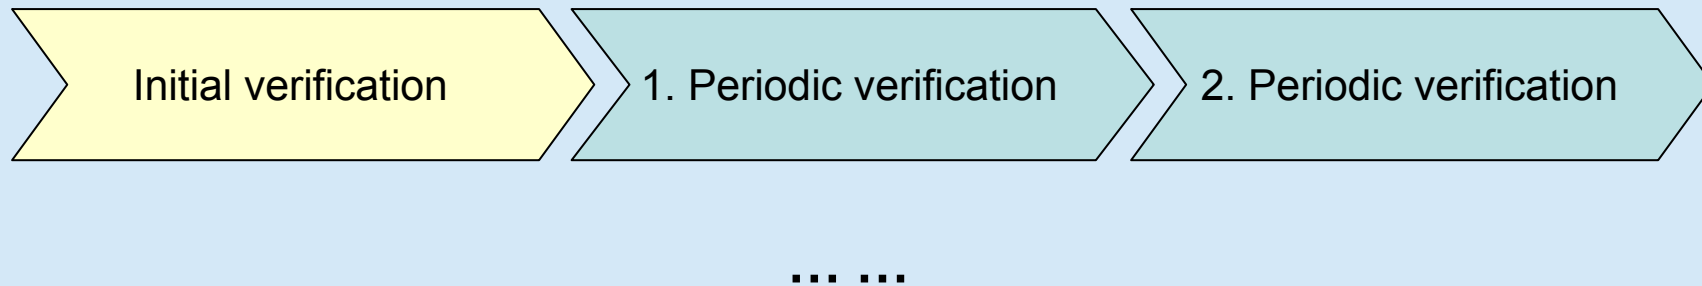 Initial verification
1. Periodic verification
2. Periodic verification
... ...